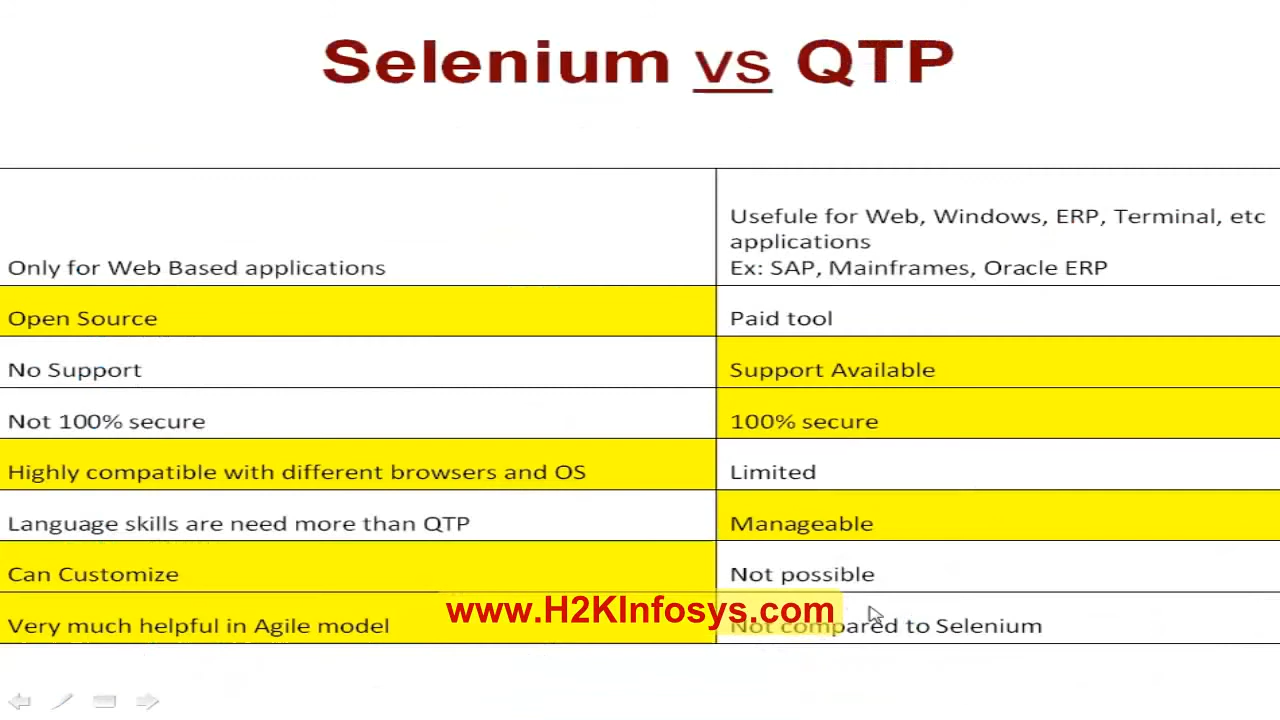 Selenium vs QTP
Only for Web Based applications
Usefule for Web, Windows, ERP, Terminal, etc
applications
Ex: SAP, Mainframes, Oracle ERP
Open Source
Paid tool
No Support
Support Available
Not 100% secure
100% secure
Highly compatible with different browsers and OS
Limited
Language skills are need more than QTP
Manageable
Can Customize
Not possible
www.H2KInfosys.com
Very much helpful in Agile model
Not compared to Selenium